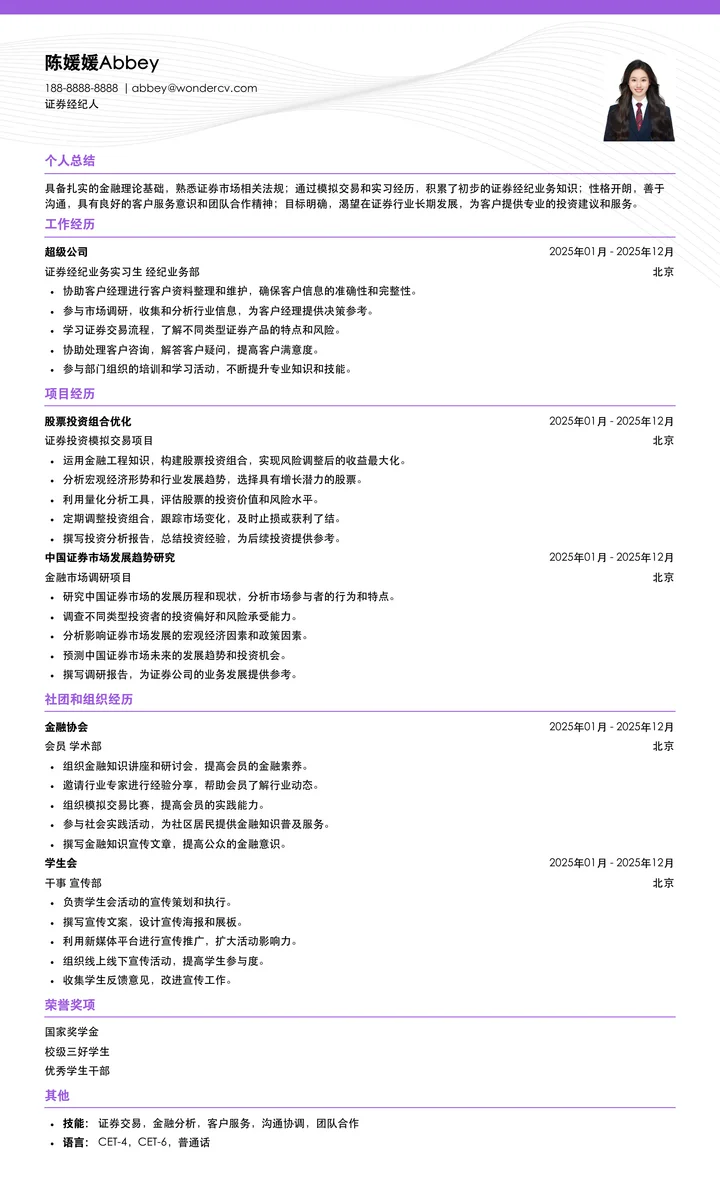 陈媛媛Abbey
188-8888-8888 | abbey@wondercv.com
证券经纪人
个人总结
具备扎实的金融理论基础，熟悉证券市场相关法规；通过模拟交易和实习经历，积累了初步的证券经纪业务知识；性格开朗，善于
沟通，具有良好的客户服务意识和团队合作精神；目标明确，渴望在证券行业长期发展，为客户提供专业的投资建议和服务。
工作经历
超级公司 2025年01月 - 2025年12月
证券经纪业务实习生 经纪业务部 北京
• 协助客户经理进行客户资料整理和维护，确保客户信息的准确性和完整性。
• 参与市场调研，收集和分析行业信息，为客户经理提供决策参考。
• 学习证券交易流程，了解不同类型证券产品的特点和风险。
• 协助处理客户咨询，解答客户疑问，提高客户满意度。
• 参与部门组织的培训和学习活动，不断提升专业知识和技能。
项目经历
股票投资组合优化 2025年01月 - 2025年12月
证券投资模拟交易项目 北京
• 运用金融工程知识，构建股票投资组合，实现风险调整后的收益最大化。
• 分析宏观经济形势和行业发展趋势，选择具有增长潜力的股票。
• 利用量化分析工具，评估股票的投资价值和风险水平。
• 定期调整投资组合，跟踪市场变化，及时止损或获利了结。
• 撰写投资分析报告，总结投资经验，为后续投资提供参考。
中国证券市场发展趋势研究 2025年01月 - 2025年12月
金融市场调研项目 北京
• 研究中国证券市场的发展历程和现状，分析市场参与者的行为和特点。
• 调查不同类型投资者的投资偏好和风险承受能力。
• 分析影响证券市场发展的宏观经济因素和政策因素。
• 预测中国证券市场未来的发展趋势和投资机会。
• 撰写调研报告，为证券公司的业务发展提供参考。
社团和组织经历
金融协会 2025年01月 - 2025年12月
会员 学术部 北京
• 组织金融知识讲座和研讨会，提高会员的金融素养。
• 邀请行业专家进行经验分享，帮助会员了解行业动态。
• 组织模拟交易比赛，提高会员的实践能力。
• 参与社会实践活动，为社区居民提供金融知识普及服务。
• 撰写金融知识宣传文章，提高公众的金融意识。
学生会 2025年01月 - 2025年12月
干事 宣传部 北京
• 负责学生会活动的宣传策划和执行。
• 撰写宣传文案，设计宣传海报和展板。
• 利用新媒体平台进行宣传推广，扩大活动影响力。
• 组织线上线下宣传活动，提高学生参与度。
• 收集学生反馈意见，改进宣传工作。
荣誉奖项
国家奖学金
校级三好学生
优秀学生干部
其他
• 技能： 证券交易，金融分析，客户服务，沟通协调，团队合作
• 语言： CET-4，CET-6，普通话